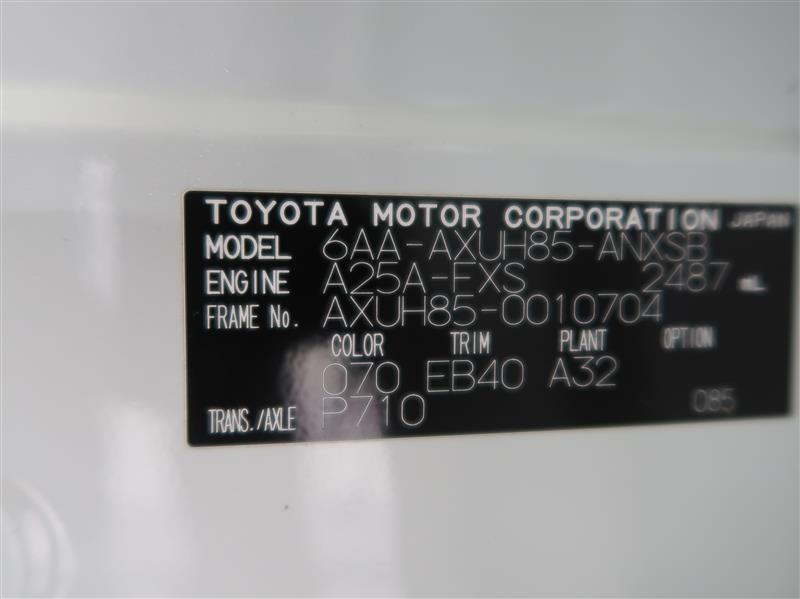 TOYOTA MOTOR CORPORATION JAPAN
MODEL 6AA-AXUH85-ANXSB
ENGINE A25A-FXS 2487 mL
FRAME No. AXUH85-0010704
COLOR TRIM PLANT OPTION
070 EB40 A32
TRANS./AXLE P710 085